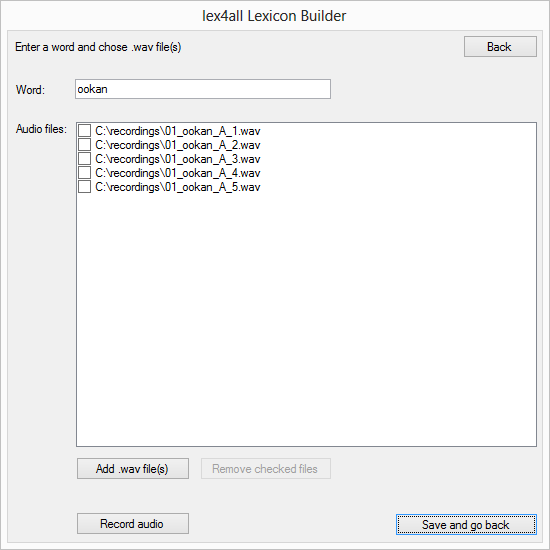 lex4all Lexicon Builder
Enter a word and chose .wav file(s)
Back
Word:
ookan
Audio files:
C:\recordings\01_ookan_A_1.wav
C:\recordings\01_ookan_A_2.wav
C:\recordings\01_ookan_A_3.wav
C:\recordings\01_ookan_A_4.wav
C:\recordings\01_ookan_A_5.wav
Add .wav file(s)
Remove checked files
Record audio
Save and go back